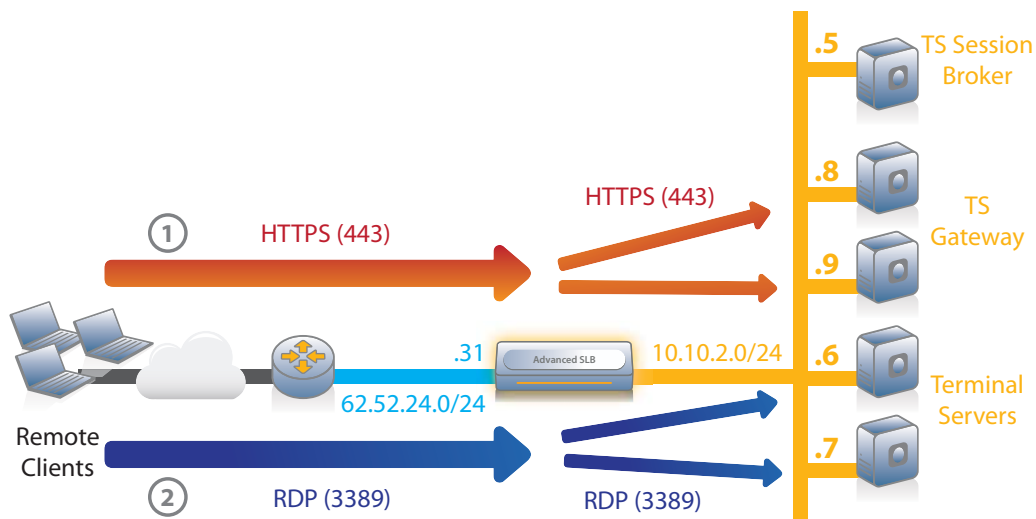 .5
TS Session
Broker
.8
HTTPS (443)
TS
Gateway
1
HTTPS (443)
.9
.31
Advanced SLB
10.10.2.0/24
.6
62.52.24.0/24
Terminal
Servers
Remote
Clients
.7
2
RDP (3389)
RDP (3389)